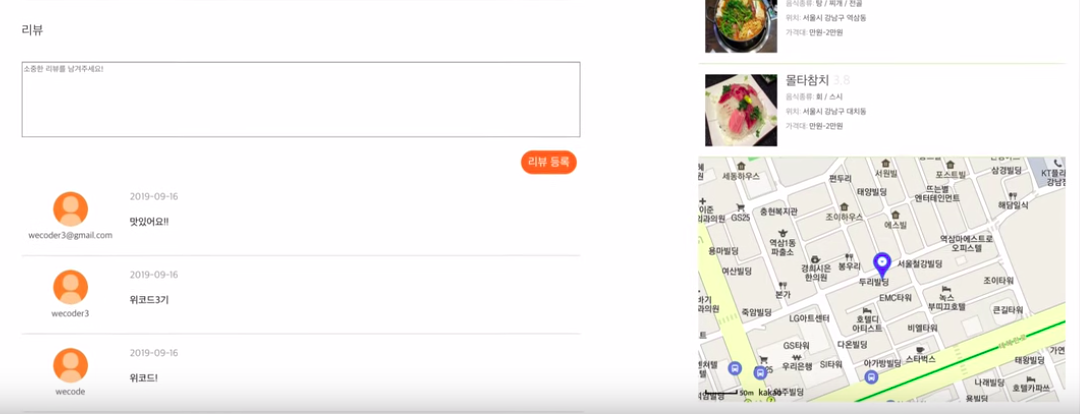 리뷰
소중한 리뷰를 남겨주세요!
리뷰 등록
2019-09-16
맛있어요!!
wecoder3@gmail.com
2019-09-16
위코드3기
wecoder3
2019-09-16
위코드!
wecode
음식종류: 탕 / 찌개 / 전골
위치: 서울시 강남구 역삼동
가격대: 만원-2만원
몰타참치 3.8
음식종류: 회 / 스시
위치: 서울시 강남구 대치동
가격대: 만원-2만원
세동하우스
편두리
서원빌
포스트빌
삼경빌딩
KT플라
강남점
태양빌딩
뜨는별
엔터테인먼트
해담일식
이준
GS25
충현복지관
조이하우스
에스빌
역삼1동
파출소
역삼마에스트로
오피스텔
용마빌딩
여산빌딩
경희시은
한의원
봉우리
서울철강빌딩
두리빌딩
조이타워
본가
EMC타워
녹스
부띠끄호텔
큰길타워
죽암빌딩
LG아트센터
호텔디
아티스트
비엘타워
GS타워
다온빌딩
우리은행
SI타워
아가방빌딩
스타벅스
태왕빌딩
나래빌딩
호텔카파쓰
용빌딩
50m kakao